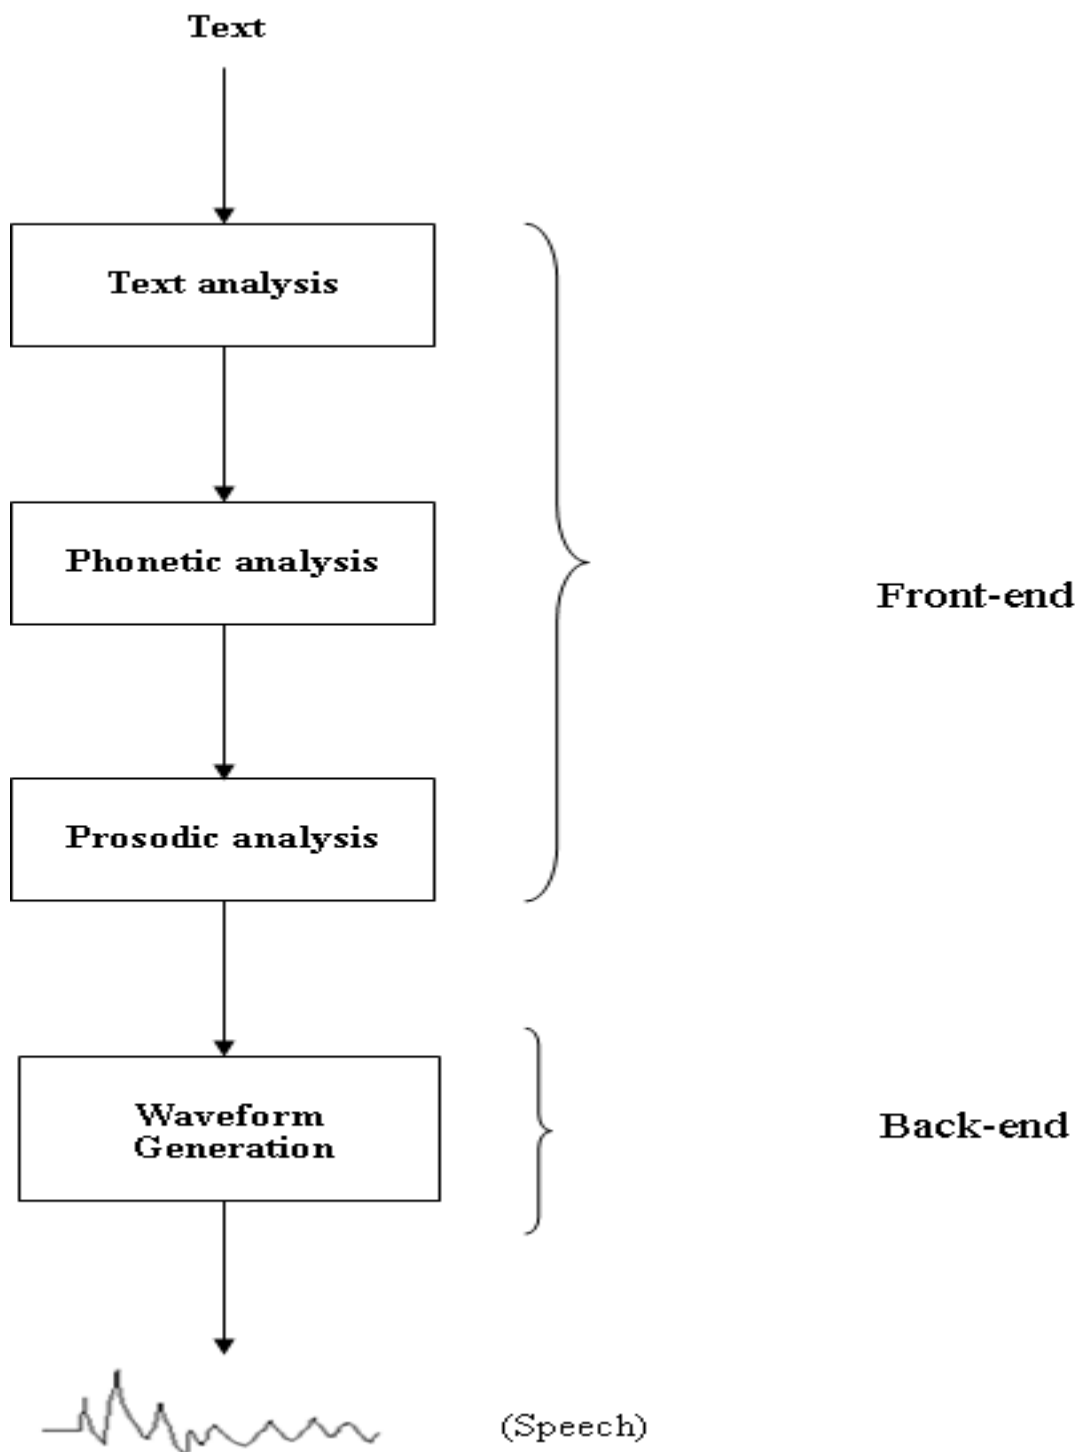 Text
Text analysis
Phonetic analysis
Front-end
Prosodic analysis
Waveform
Generation
Back-end
(Speech)